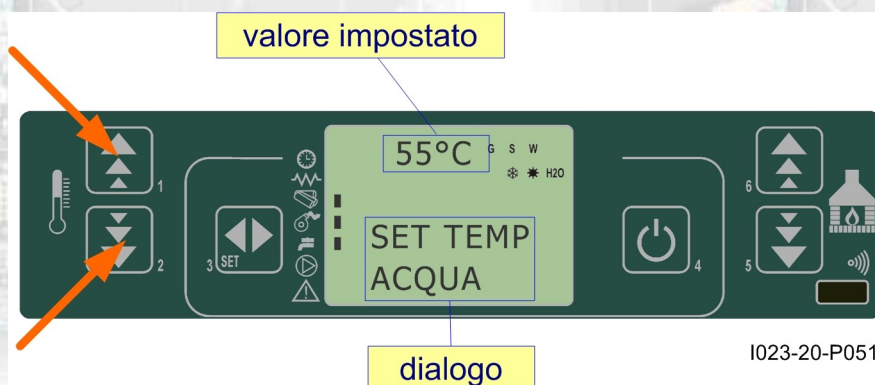 valore impostato
55°C G S W
H2O
1
6
SET TEMP
ACQUA
2
3 SET
4
5
I023-20-P051
dialogo